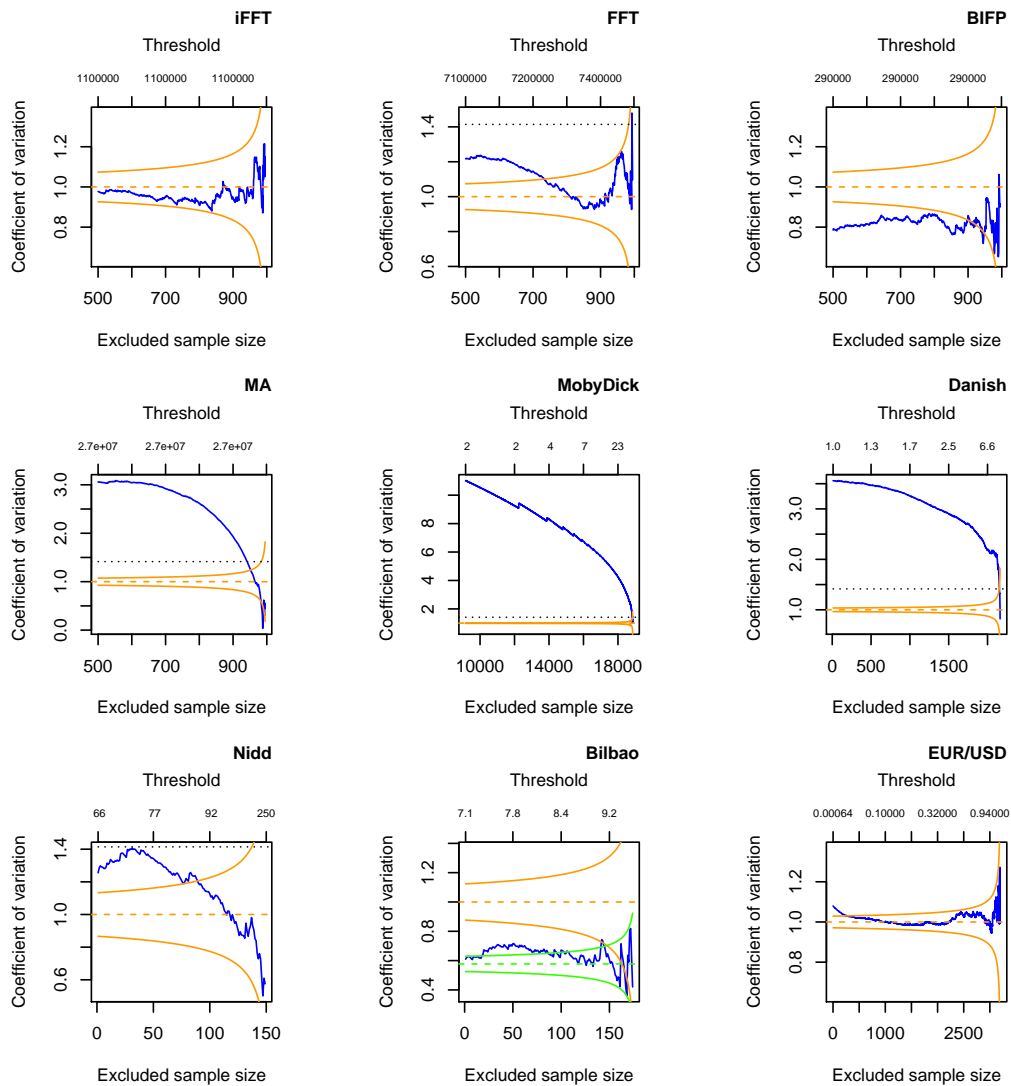 iFFT
Threshold
1100000 1100000 1100000
Coefficient of variation
0.8 1.0 1.2
500 700 900
Excluded sample size
FFT
Threshold
7100000 7200000 7400000
Coefficient of variation
0.6 1.0 1.4
500 700 900
Excluded sample size
BIFP
Threshold
290000 290000 290000
Coefficient of variation
0.8 1.0 1.2
500 700 900
Excluded sample size
MA
Threshold
2.7e+07 2.7e+07 2.7e+07
Coefficient of variation
0.0 1.0 2.0 3.0
500 700 900
Excluded sample size
MobyDick
Threshold
2 2 4 7 23
Coefficient of variation
2 4 6 8
10000 14000 18000
Excluded sample size
Danish
Threshold
1.0 1.3 1.7 2.5 6.6
Coefficient of variation
1.0 2.0 3.0
0 500 1500
Excluded sample size
Nidd
Threshold
66 77 92 250
Coefficient of variation
0.6 1.0 1.4
0 50 100 150
Excluded sample size
Bilbao
Threshold
7.1 7.8 8.4 9.2
Coefficient of variation
0.4 0.8 1.2
0 50 100 150
Excluded sample size
EUR/USD
Threshold
0.00064 0.10000 0.32000 0.94000
Coefficient of variation
0.8 1.0 1.2
0 1000 2500
Excluded sample size